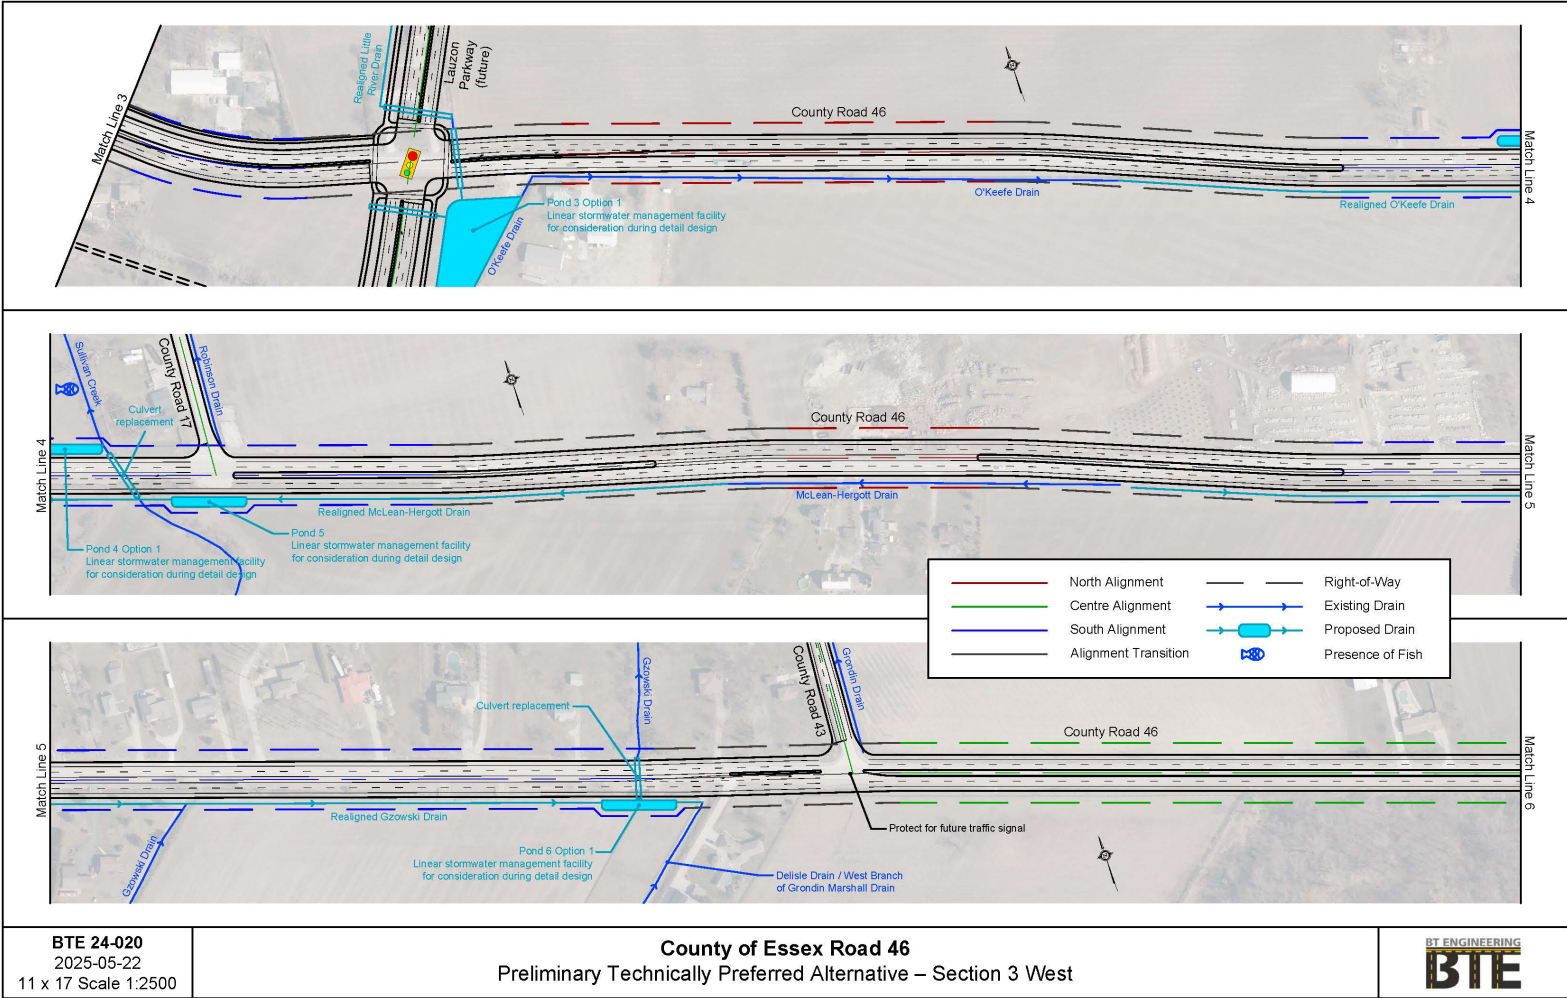 Match Line 3
Realigned Little
River Drain
Lauzon
Parkway
(future)
County Road 46
Match Line 4
O'Keefe Drain
Realigned O'Keefe Drain
Pond 3 Option 1
Linear stormwater management facility
for consideration during detail design
O'Keefe Drain
Match Line 4
Sullivan Creek
Culvert
replacement
County Road 17
Robinson Drain
County Road 46
Match Line 5
McLean-Hergott Drain
Realigned McLean-Hergott Drain
Pond 5
Linear stormwater management facility
for consideration during detail design
Pond 4 Option 1
Linear stormwater management facility
for consideration during detail design
North Alignment
Centre Alignment
South Alignment
Alignment Transition
Right-of-Way
Existing Drain
Proposed Drain
Presence of Fish
Match Line 5
Culvert replacement
Gzowski Drain
County Road 43
Grondin Drain
County Road 46
Match Line 6
Realigned Gzowski Drain
Gzowski Drain
Protect for future traffic signal
Pond 6 Option 1
Linear stormwater management facility
for consideration during detail design
Delisle Drain / West Branch
of Grondin Marshall Drain
BTE 24-020
2025-05-22
11 x 17 Scale 1:2500
County of Essex Road 46
Preliminary Technically Preferred Alternative – Section 3 West
BT ENGINEERING
BTE